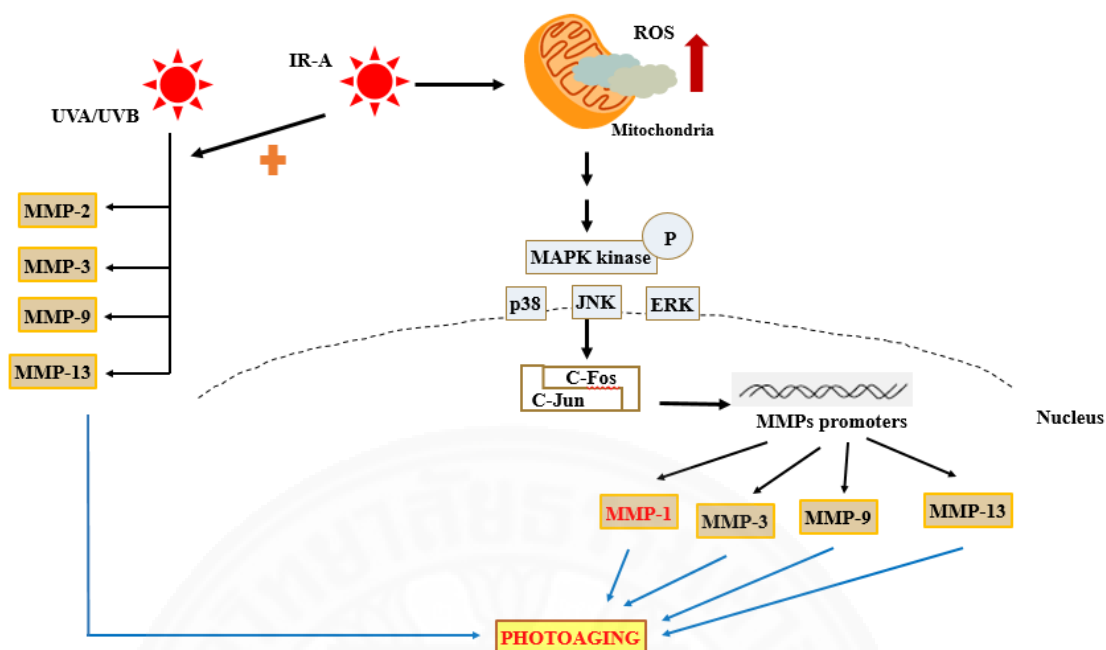 IR-A
ROS
UVA/UVB
Mitochondria
MMP-2
MMP-3
MMP-9
MMP-13
P
MAPK kinase
p38
JNK
ERK
C-Fos
C-Jun
MMPs promoters
Nucleus
MMP-1
MMP-3
MMP-9
MMP-13
PHOTOAGING